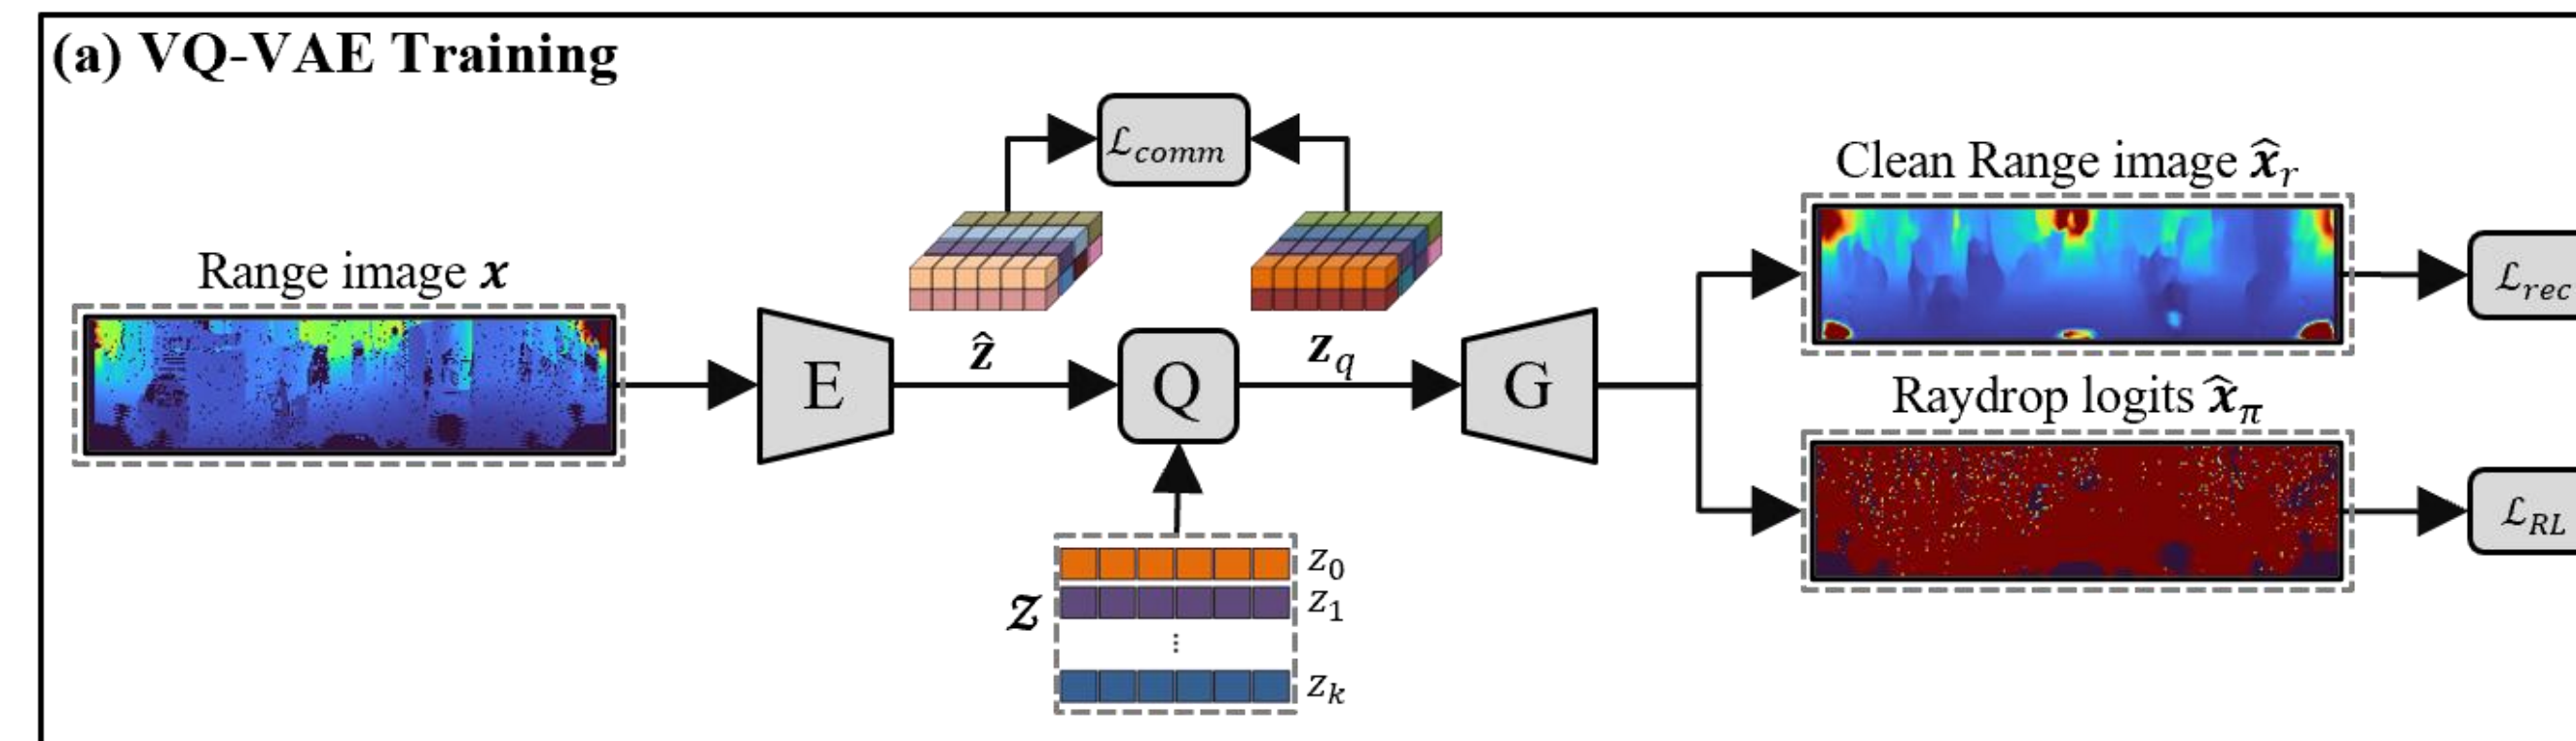 (a) VQ-VAE Training
ℒcomm
Clean Range image x̂r
Range image x
ℒrec
ẑ
zq
E
Q
G
Raydrop logits x̂π
ℒRL
𝒵
z0
z1
⋮
zk